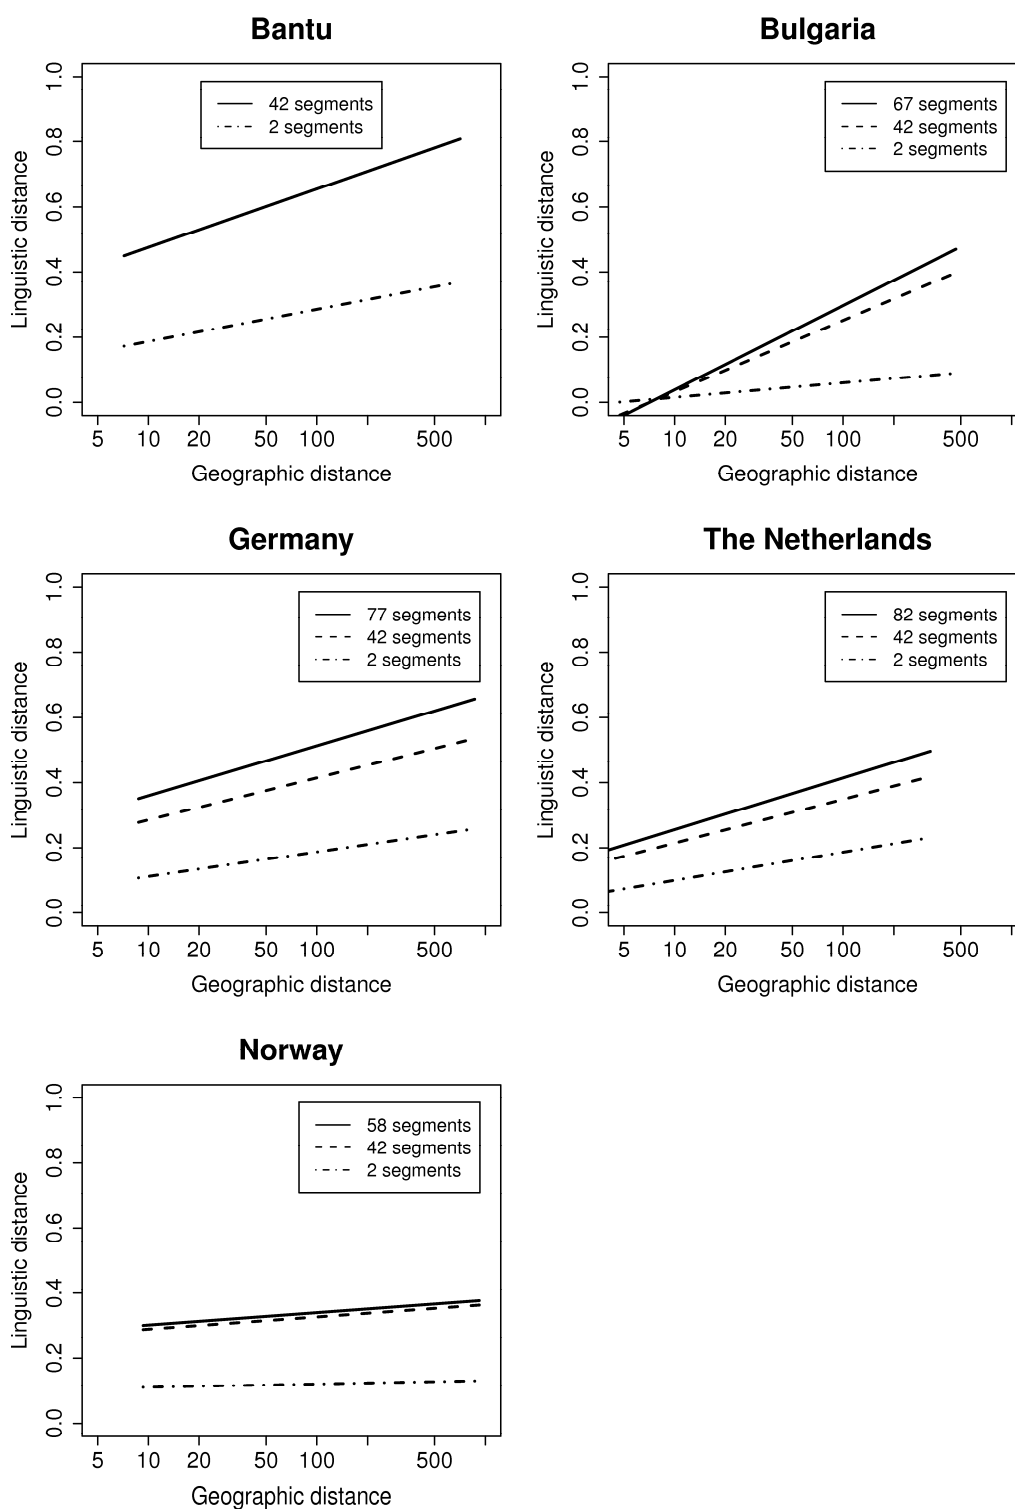 Bantu
42 segments
2 segments
Linguistic distance
0.0 0.2 0.4 0.6 0.8 1.0
5 10 20 50 100 500
Geographic distance
Bulgaria
67 segments
42 segments
2 segments
Linguistic distance
0.0 0.2 0.4 0.6 0.8 1.0
5 10 20 50 100 500
Geographic distance
Germany
77 segments
42 segments
2 segments
Linguistic distance
0.0 0.2 0.4 0.6 0.8 1.0
5 10 20 50 100 500
Geographic distance
The Netherlands
82 segments
42 segments
2 segments
Linguistic distance
0.0 0.2 0.4 0.6 0.8 1.0
5 10 20 50 100 500
Geographic distance
Norway
58 segments
42 segments
2 segments
Linguistic distance
0.0 0.2 0.4 0.6 0.8 1.0
5 10 20 50 100 500
Geographic distance